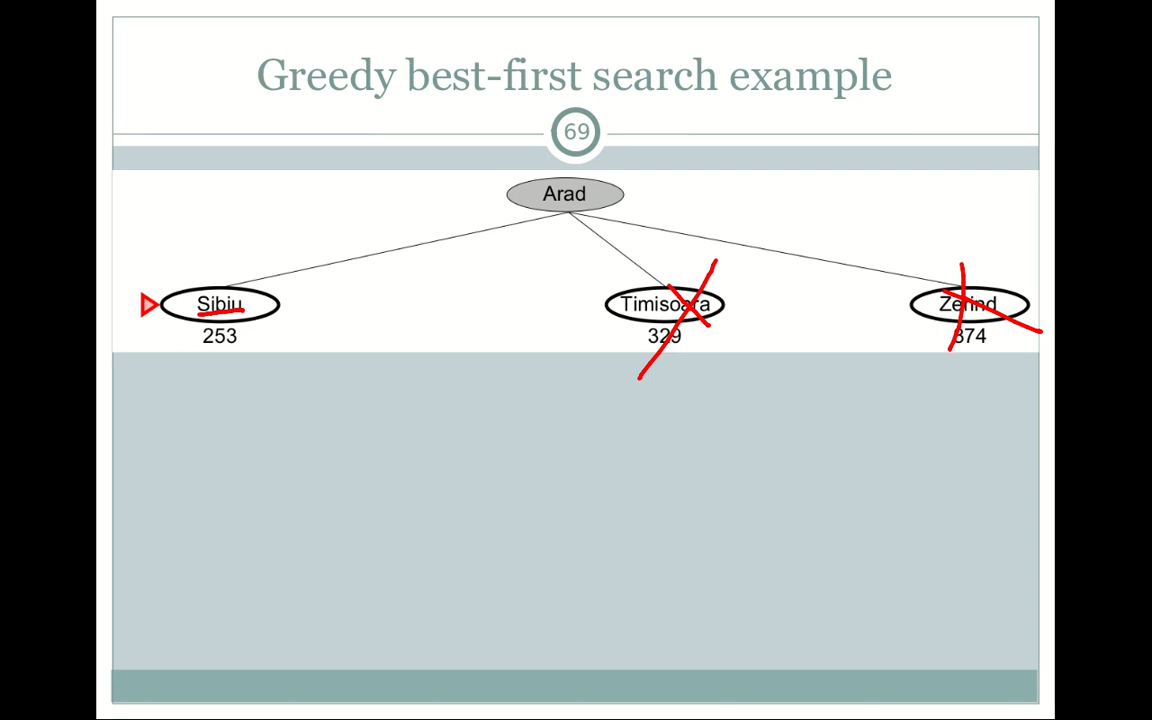 Greedy best-first search example
69
Arad
Sibiu Timisoara Zerind
253 329 374